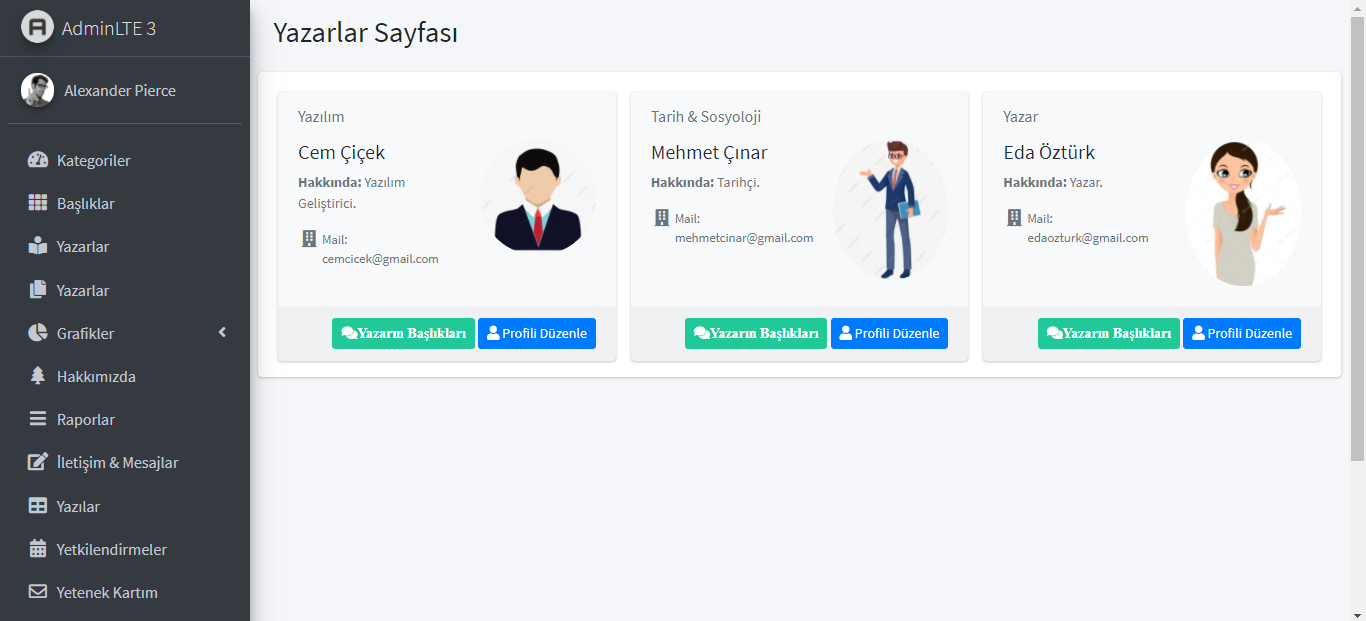 AdminLTE 3
Alexander Pierce
Kategoriler
Başlıklar
Yazarlar
Yazarlar
Grafikler
Hakkımızda
Raporlar
İletişim & Mesajlar
Yazılar
Yetkilendirmeler
Yetenek Kartım
Yazarlar Sayfası
Yazılım
Cem Çiçek
Hakkında: Yazılım
Geliştirici.
Mail:
cemcicek@gmail.com
Yazarın Başlıkları
Profili Düzenle
Tarih & Sosyoloji
Mehmet Çınar
Hakkında: Tarihçi.
Mail:
mehmetcinar@gmail.com
Yazarın Başlıkları
Profili Düzenle
Yazar
Eda Öztürk
Hakkında: Yazar.
Mail:
edaozturk@gmail.com
Yazarın Başlıkları
Profili Düzenle